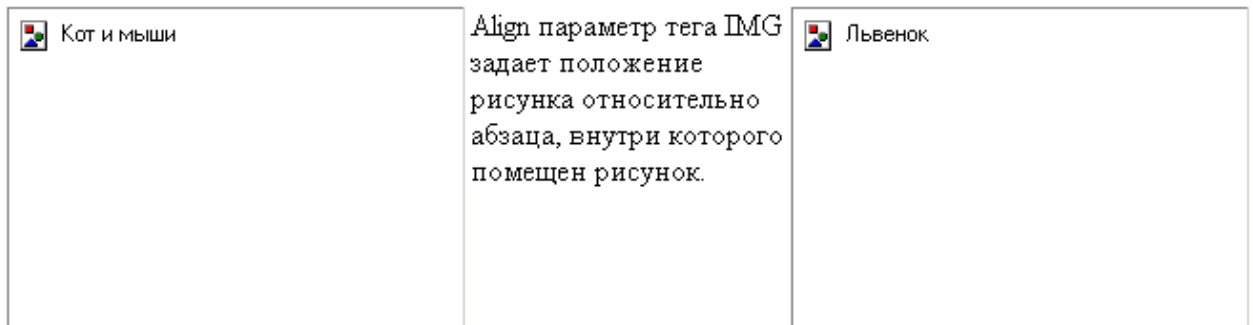 Кот и мыши
Align параметр тега IMG
задает положение
рисунка относительно
абзаца, внутри которого
помещен рисунок.
Львенок